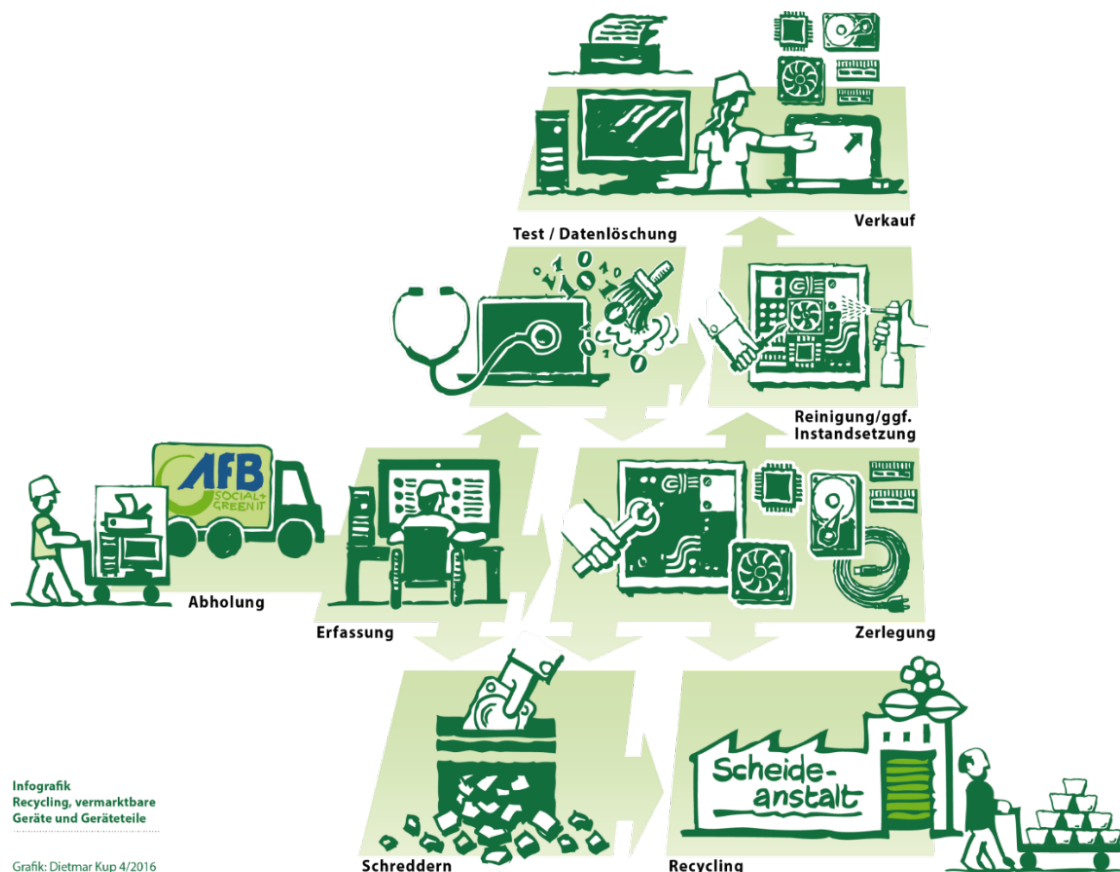 Verkauf
Test / Datenlöschung
Reinigung/ggf.
Instandsetzung
AfB
SOCIAL+
GREEN IT
Abholung
Erfassung
Zerlegung
Scheide-
anstalt
Schreddern
Recycling
Infografik
Recycling, vermarktbare
Geräte und Geräteteile
Grafik: Dietmar Kup 4/2016